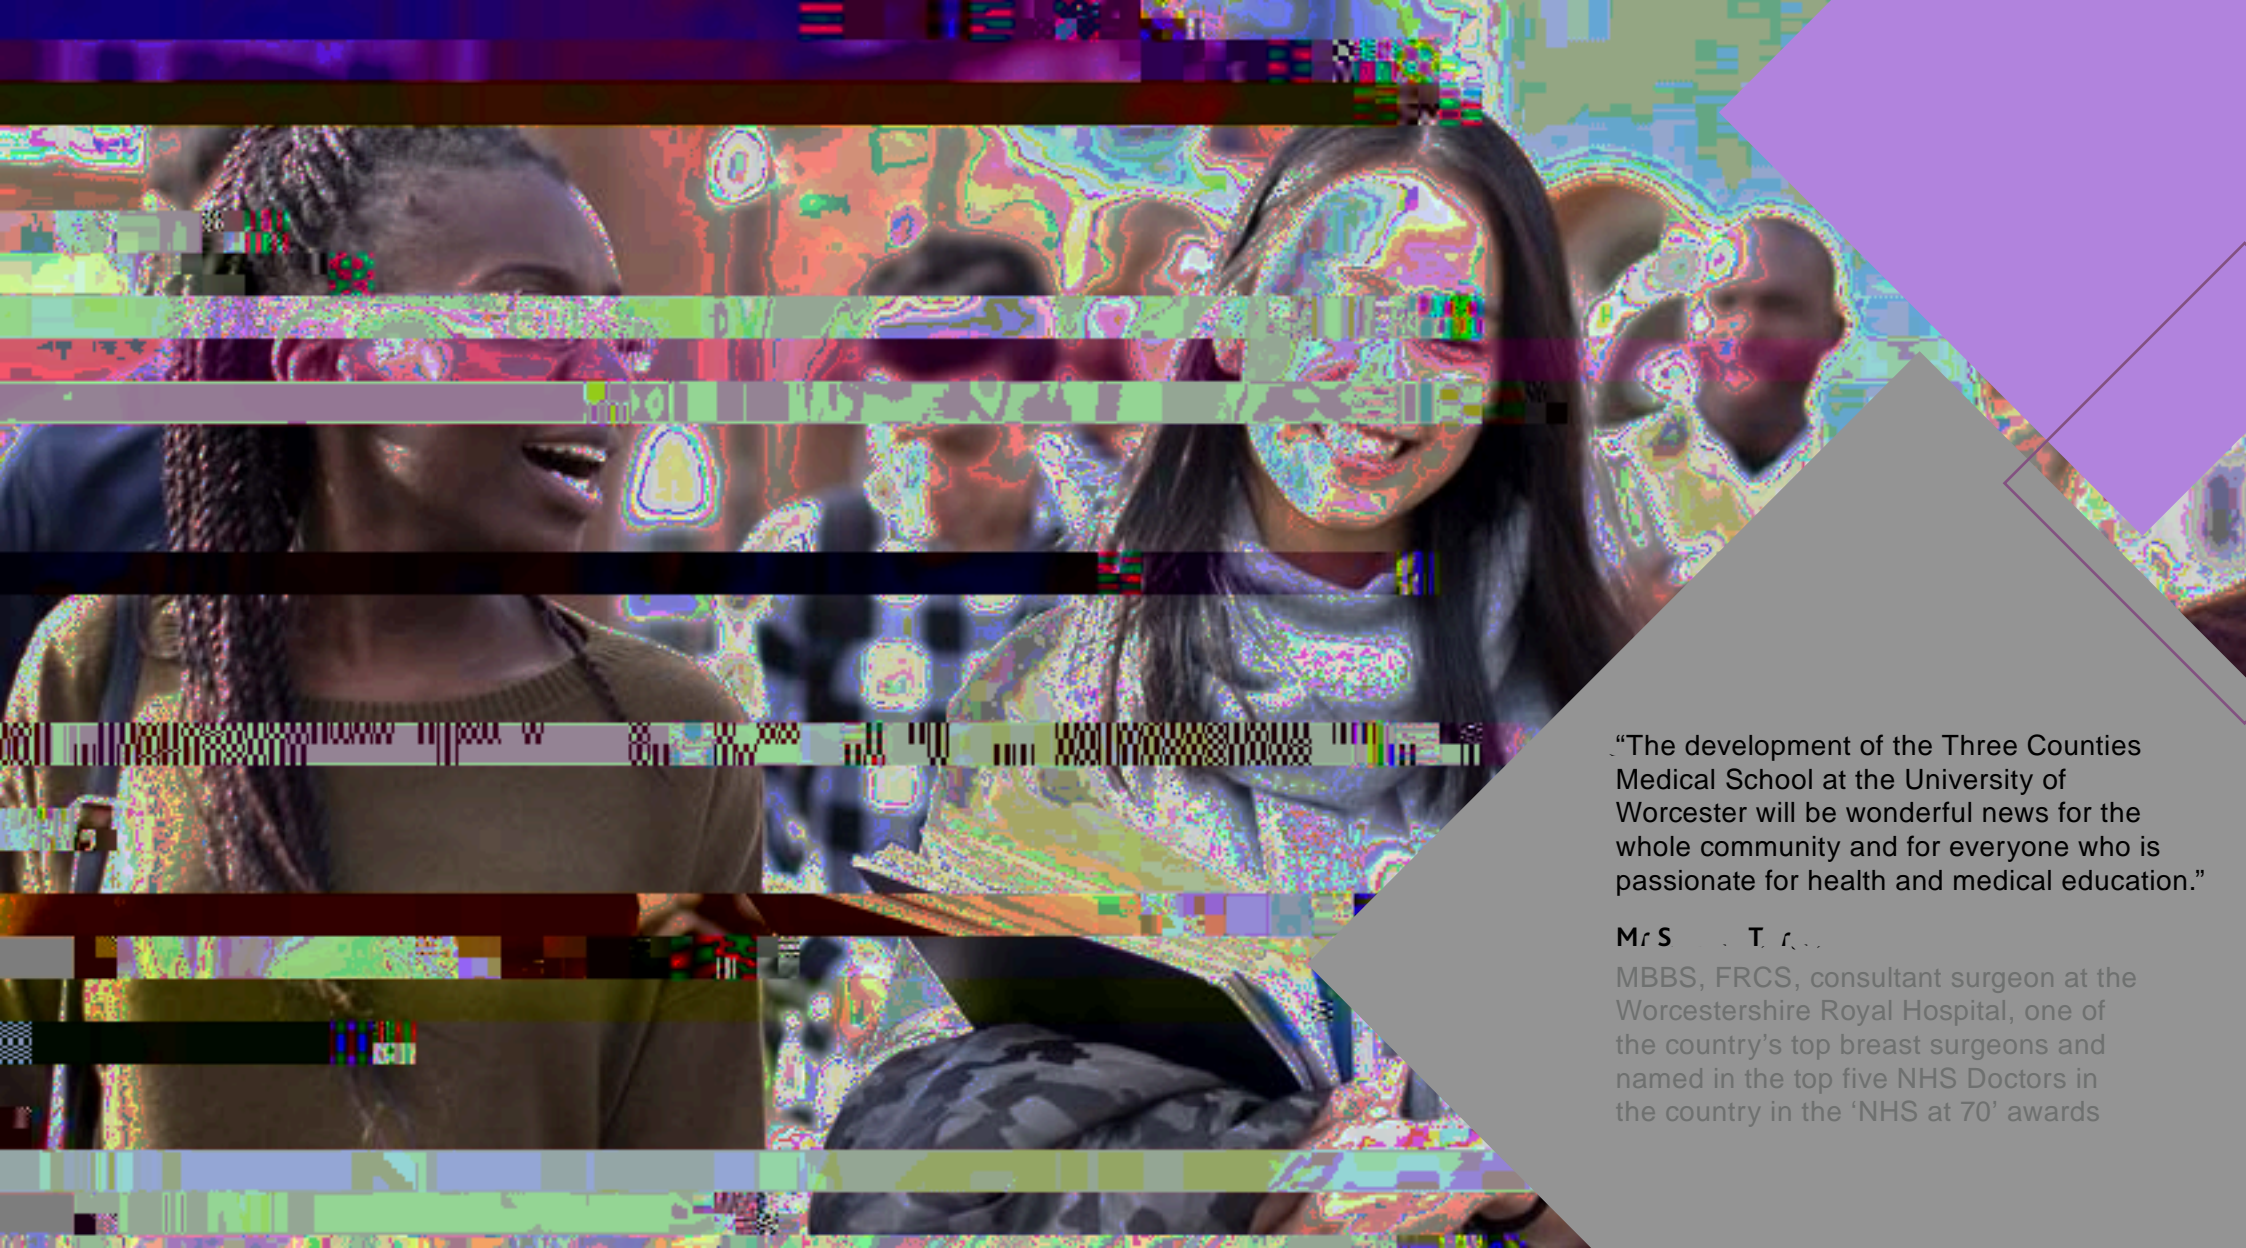 “The development of the Three Counties
Medical School at the University of
Worcester will be wonderful news for the
whole community and for everyone who is
passionate for health and medical education.”
MBBS, FRCS, consultant surgeon at the
Worcestershire Royal Hospital, one of
the country’s top breast surgeons and
named in the top five NHS Doctors in
the country in the ‘NHS at 70’ awards